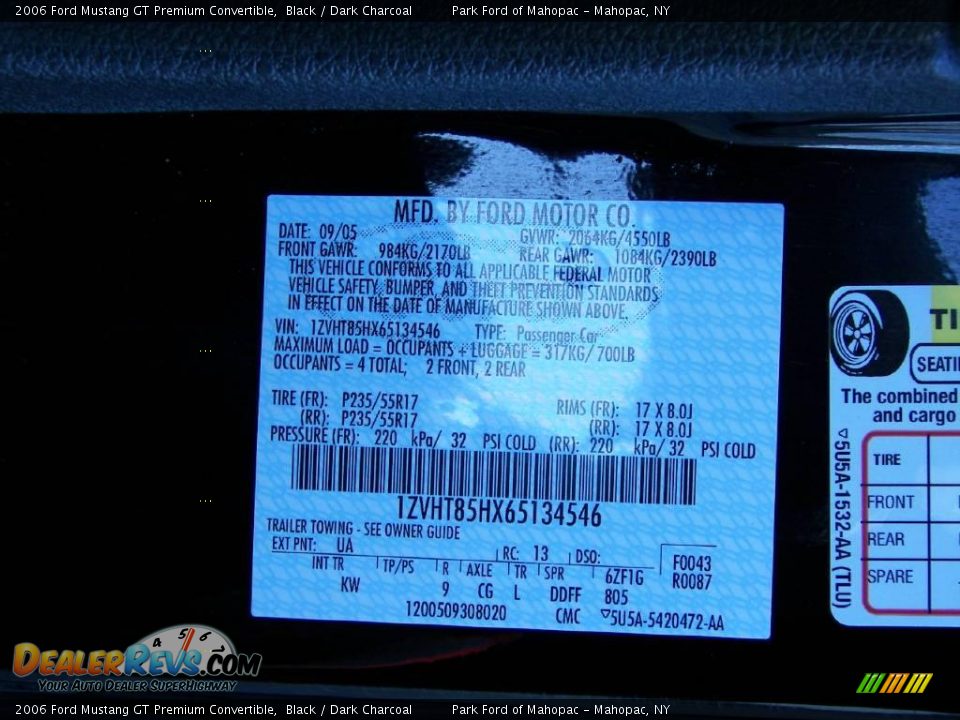 2006 Ford Mustang GT Premium Convertible, Black / Dark Charcoal Park Ford of Mahopac - Mahopac, NY
MFD. BY FORD MOTOR CO.
DATE: 09/05 GVWR: 2064KG/4550LB
FRONT GAWR: 984KG/2170LB REAR GAWR: 1084KG/2390LB
THIS VEHICLE CONFORMS TO ALL APPLICABLE FEDERAL MOTOR
VEHICLE SAFETY, BUMPER, AND THEFT PREVENTION STANDARDS
IN EFFECT ON THE DATE OF MANUFACTURE SHOWN ABOVE.
VIN: 1ZVHT85HX65134546 TYPE: Passenger Car
MAXIMUM LOAD = OCCUPANTS + LUGGAGE = 317KG/700LB
OCCUPANTS = 4 TOTAL; 2 FRONT, 2 REAR
TIRE (FR): P235/55R17 RIMS (FR): 17 X 8.0J
(RR): P235/55R17 (RR): 17 X 8.0J
PRESSURE (FR): 220 kPa/ 32 PSI COLD (RR): 220 kPa/ 32 PSI COLD
1ZVHT85HX65134546
TRAILER TOWING - SEE OWNER GUIDE
EXT PNT: UA RC: 13 DSO: F0043
INT TR TP/PS R AXLE TR SPR 6ZF1G R0087
KW 9 CG L DDFF 805
1200509308020 CMC 5U5A-5420472-AA
TI
SEATI
The combined
and cargo
TIRE
FRONT
REAR
SPARE
5U5A-1532-AA (TLU)
4 5 6 7
DEALERREVS.COM
YOUR AUTO DEALER SUPERHIGHWAY
2006 Ford Mustang GT Premium Convertible, Black / Dark Charcoal Park Ford of Mahopac - Mahopac, NY